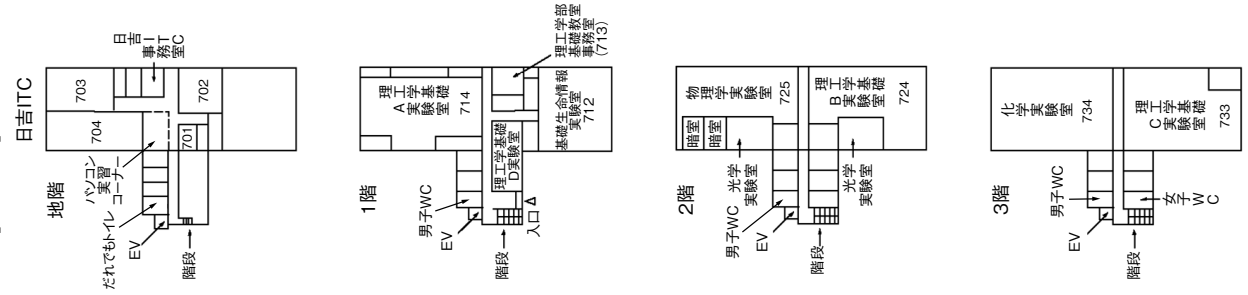 日吉ITC
地階
703
704
日吉IT
事務室C
702
701
パソコン
実習
コーナー
だれでもトイレ
EV
階段
1階
理工学基礎
A実験室
714
理工学部
基礎教室
事務室
(713)
基礎生命情報
実験室
712
理工学基礎
D実験室
男子WC
EV
階段
入口
2階
物理学実験室
725
暗室
暗室
理工学基礎
B実験室
724
光学
実験室
光学
実験室
男子WC
EV
階段
3階
化学実験室
734
理工学基礎
C実験室
733
男子WC
女子WC
EV
階段